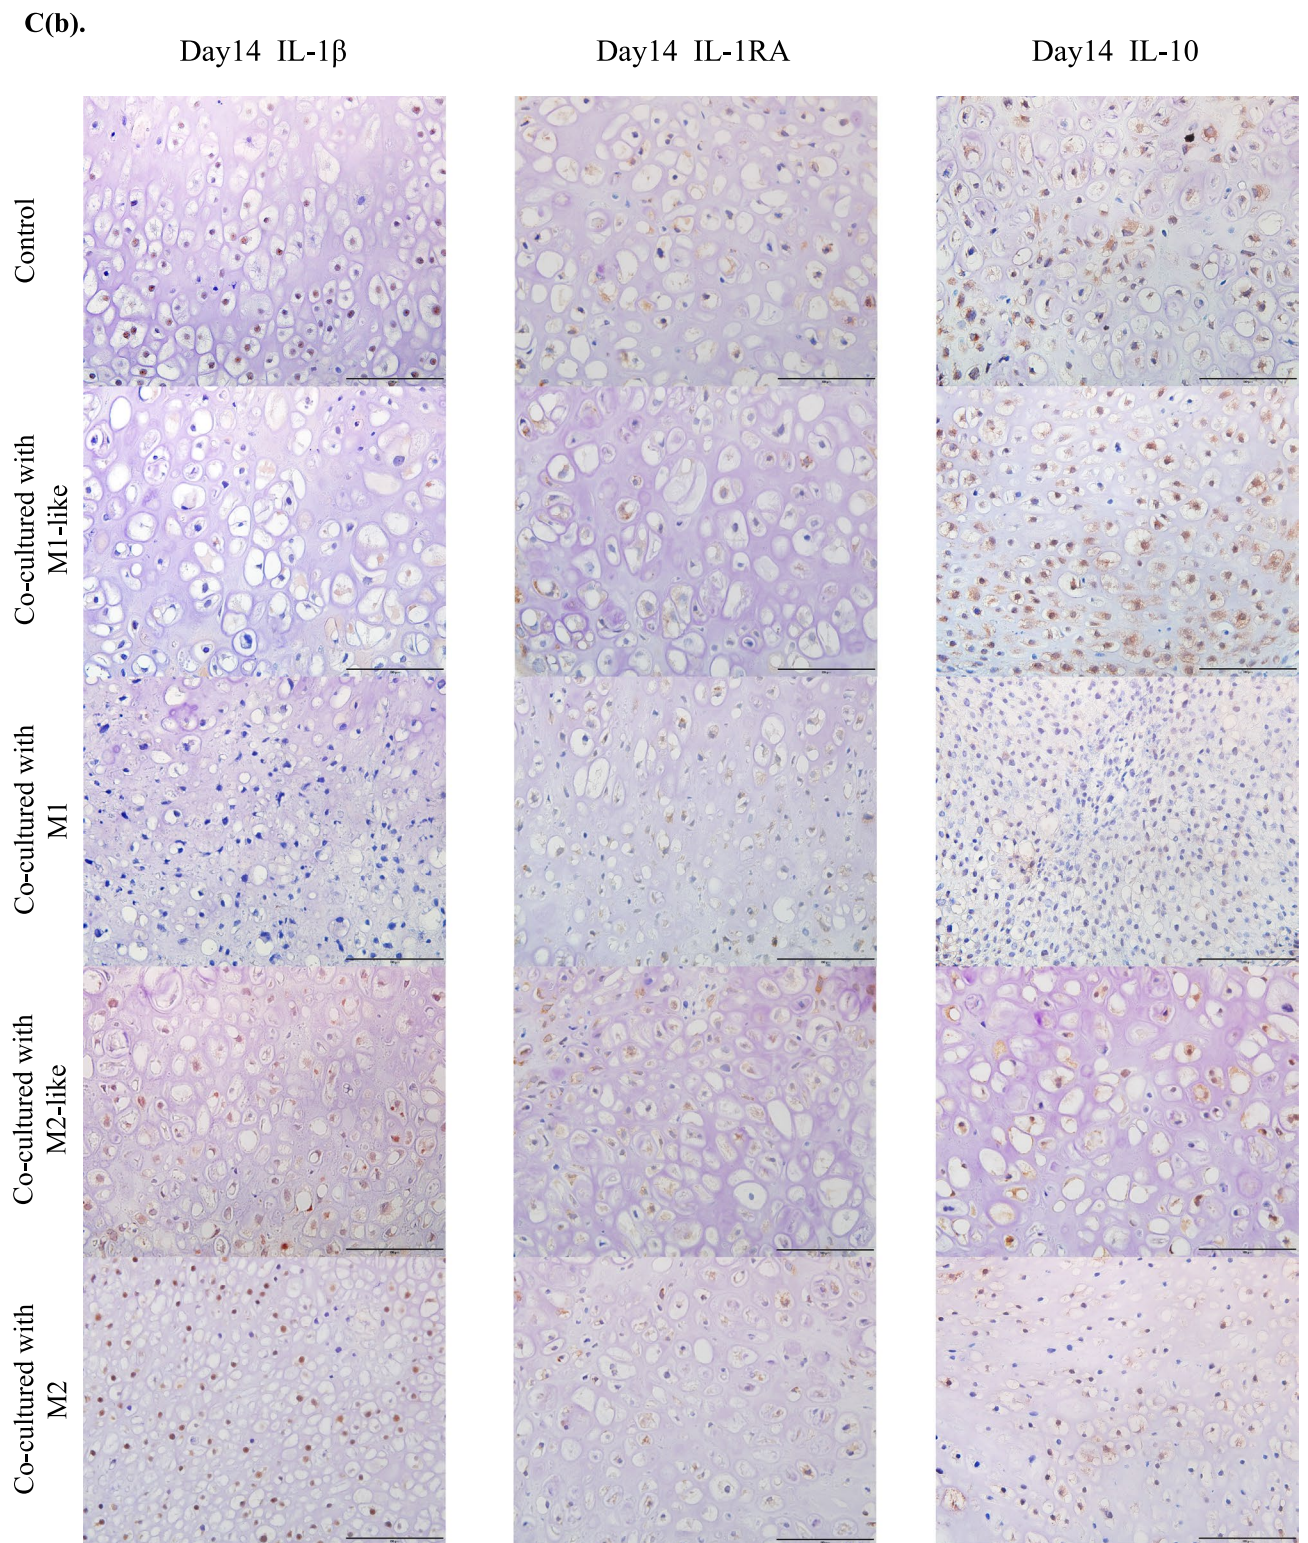 C(b).
Day14 IL-1β
Day14 IL-1RA
Day14 IL-10
Control
Co-cultured with
M1-like
Co-cultured with
M1
Co-cultured with
M2-like
Co-cultured with
M2